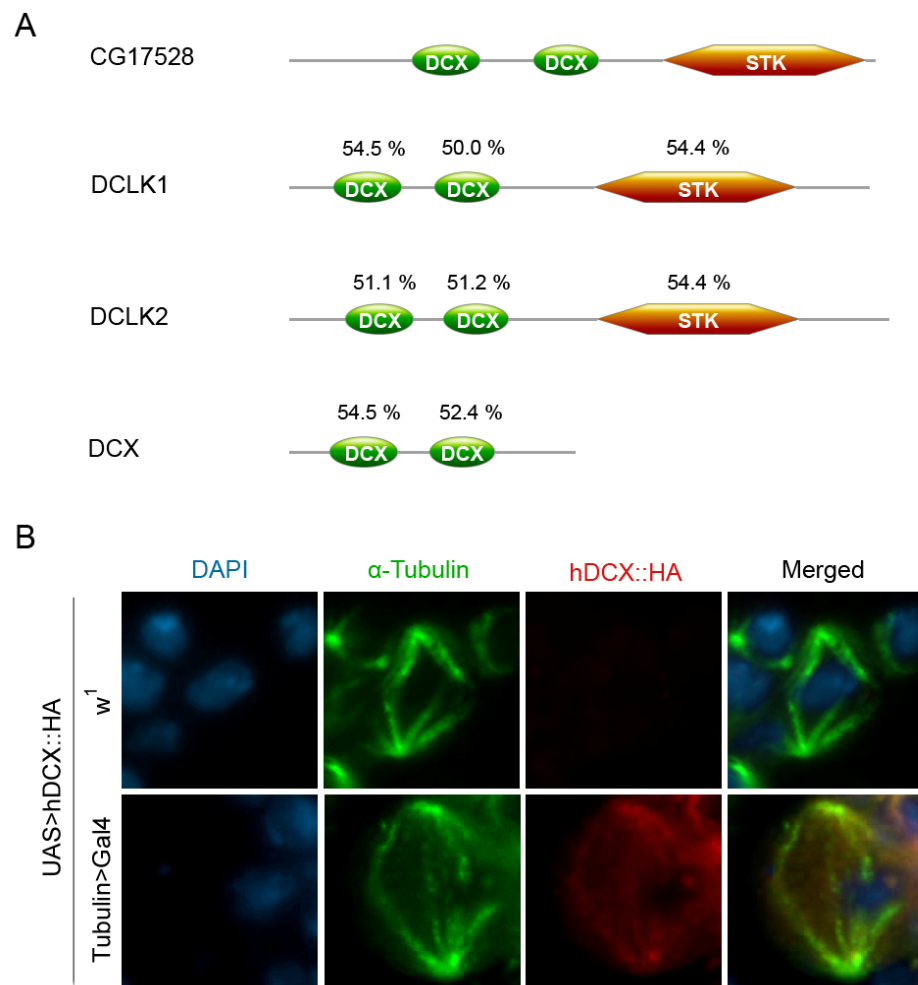 A
CG17528
DCX DCX STK
54.5 % 50.0 % 54.4 %
DCLK1
DCX DCX STK
51.1 % 51.2 % 54.4 %
DCLK2
DCX DCX STK
54.5 % 52.4 %
DCX
DCX DCX
B
DAPI α-Tubulin hDCX::HA Merged
UAS>hDCX::HA
w1
Tubulin>Gal4